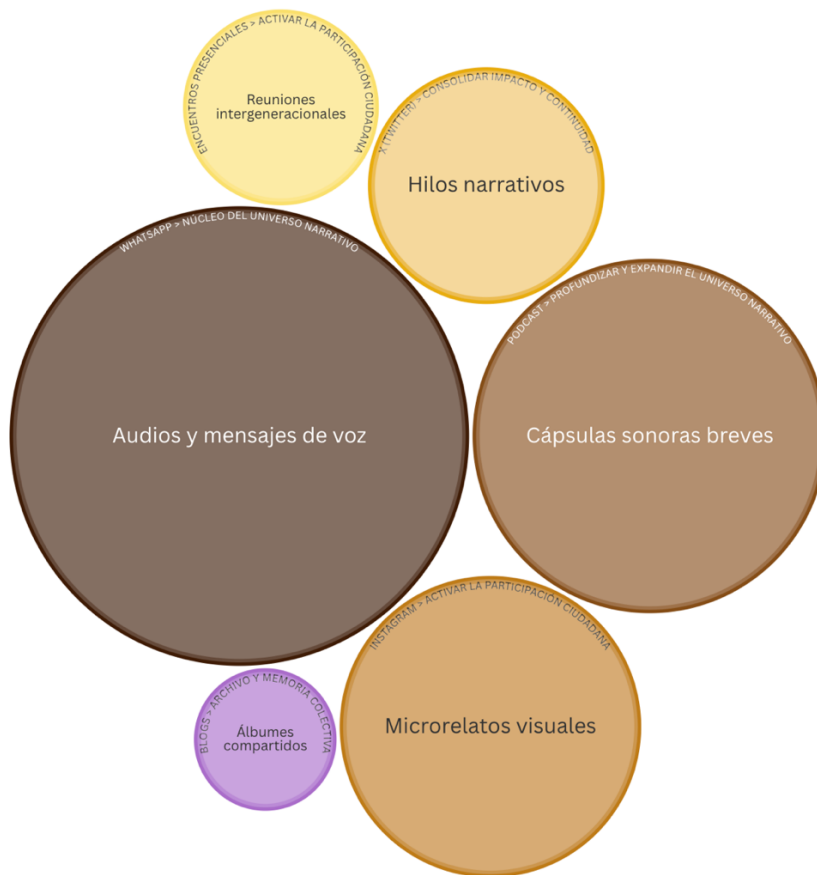 ENCUENTROS PRESENCIALES > ACTIVAR LA PARTICIPACIÓN CIUDADANA
Reuniones
intergeneracionales
X (TWITTER) > CONSOLIDAR IMPACTO Y CONTINUIDAD
Hilos narrativos
WHATSAPP > NÚCLEO DEL UNIVERSO NARRATIVO
Audios y mensajes de voz
PODCAST > PROFUNDIZAR Y EXPANDIR EL UNIVERSO NARRATIVO
Cápsulas sonoras breves
INSTAGRAM > ACTIVAR LA PARTICIPACIÓN CIUDADANA
Microrelatos visuales
BLOGS > ARCHIVO Y MEMORIA COLECTIVA
Álbumes
compartidos